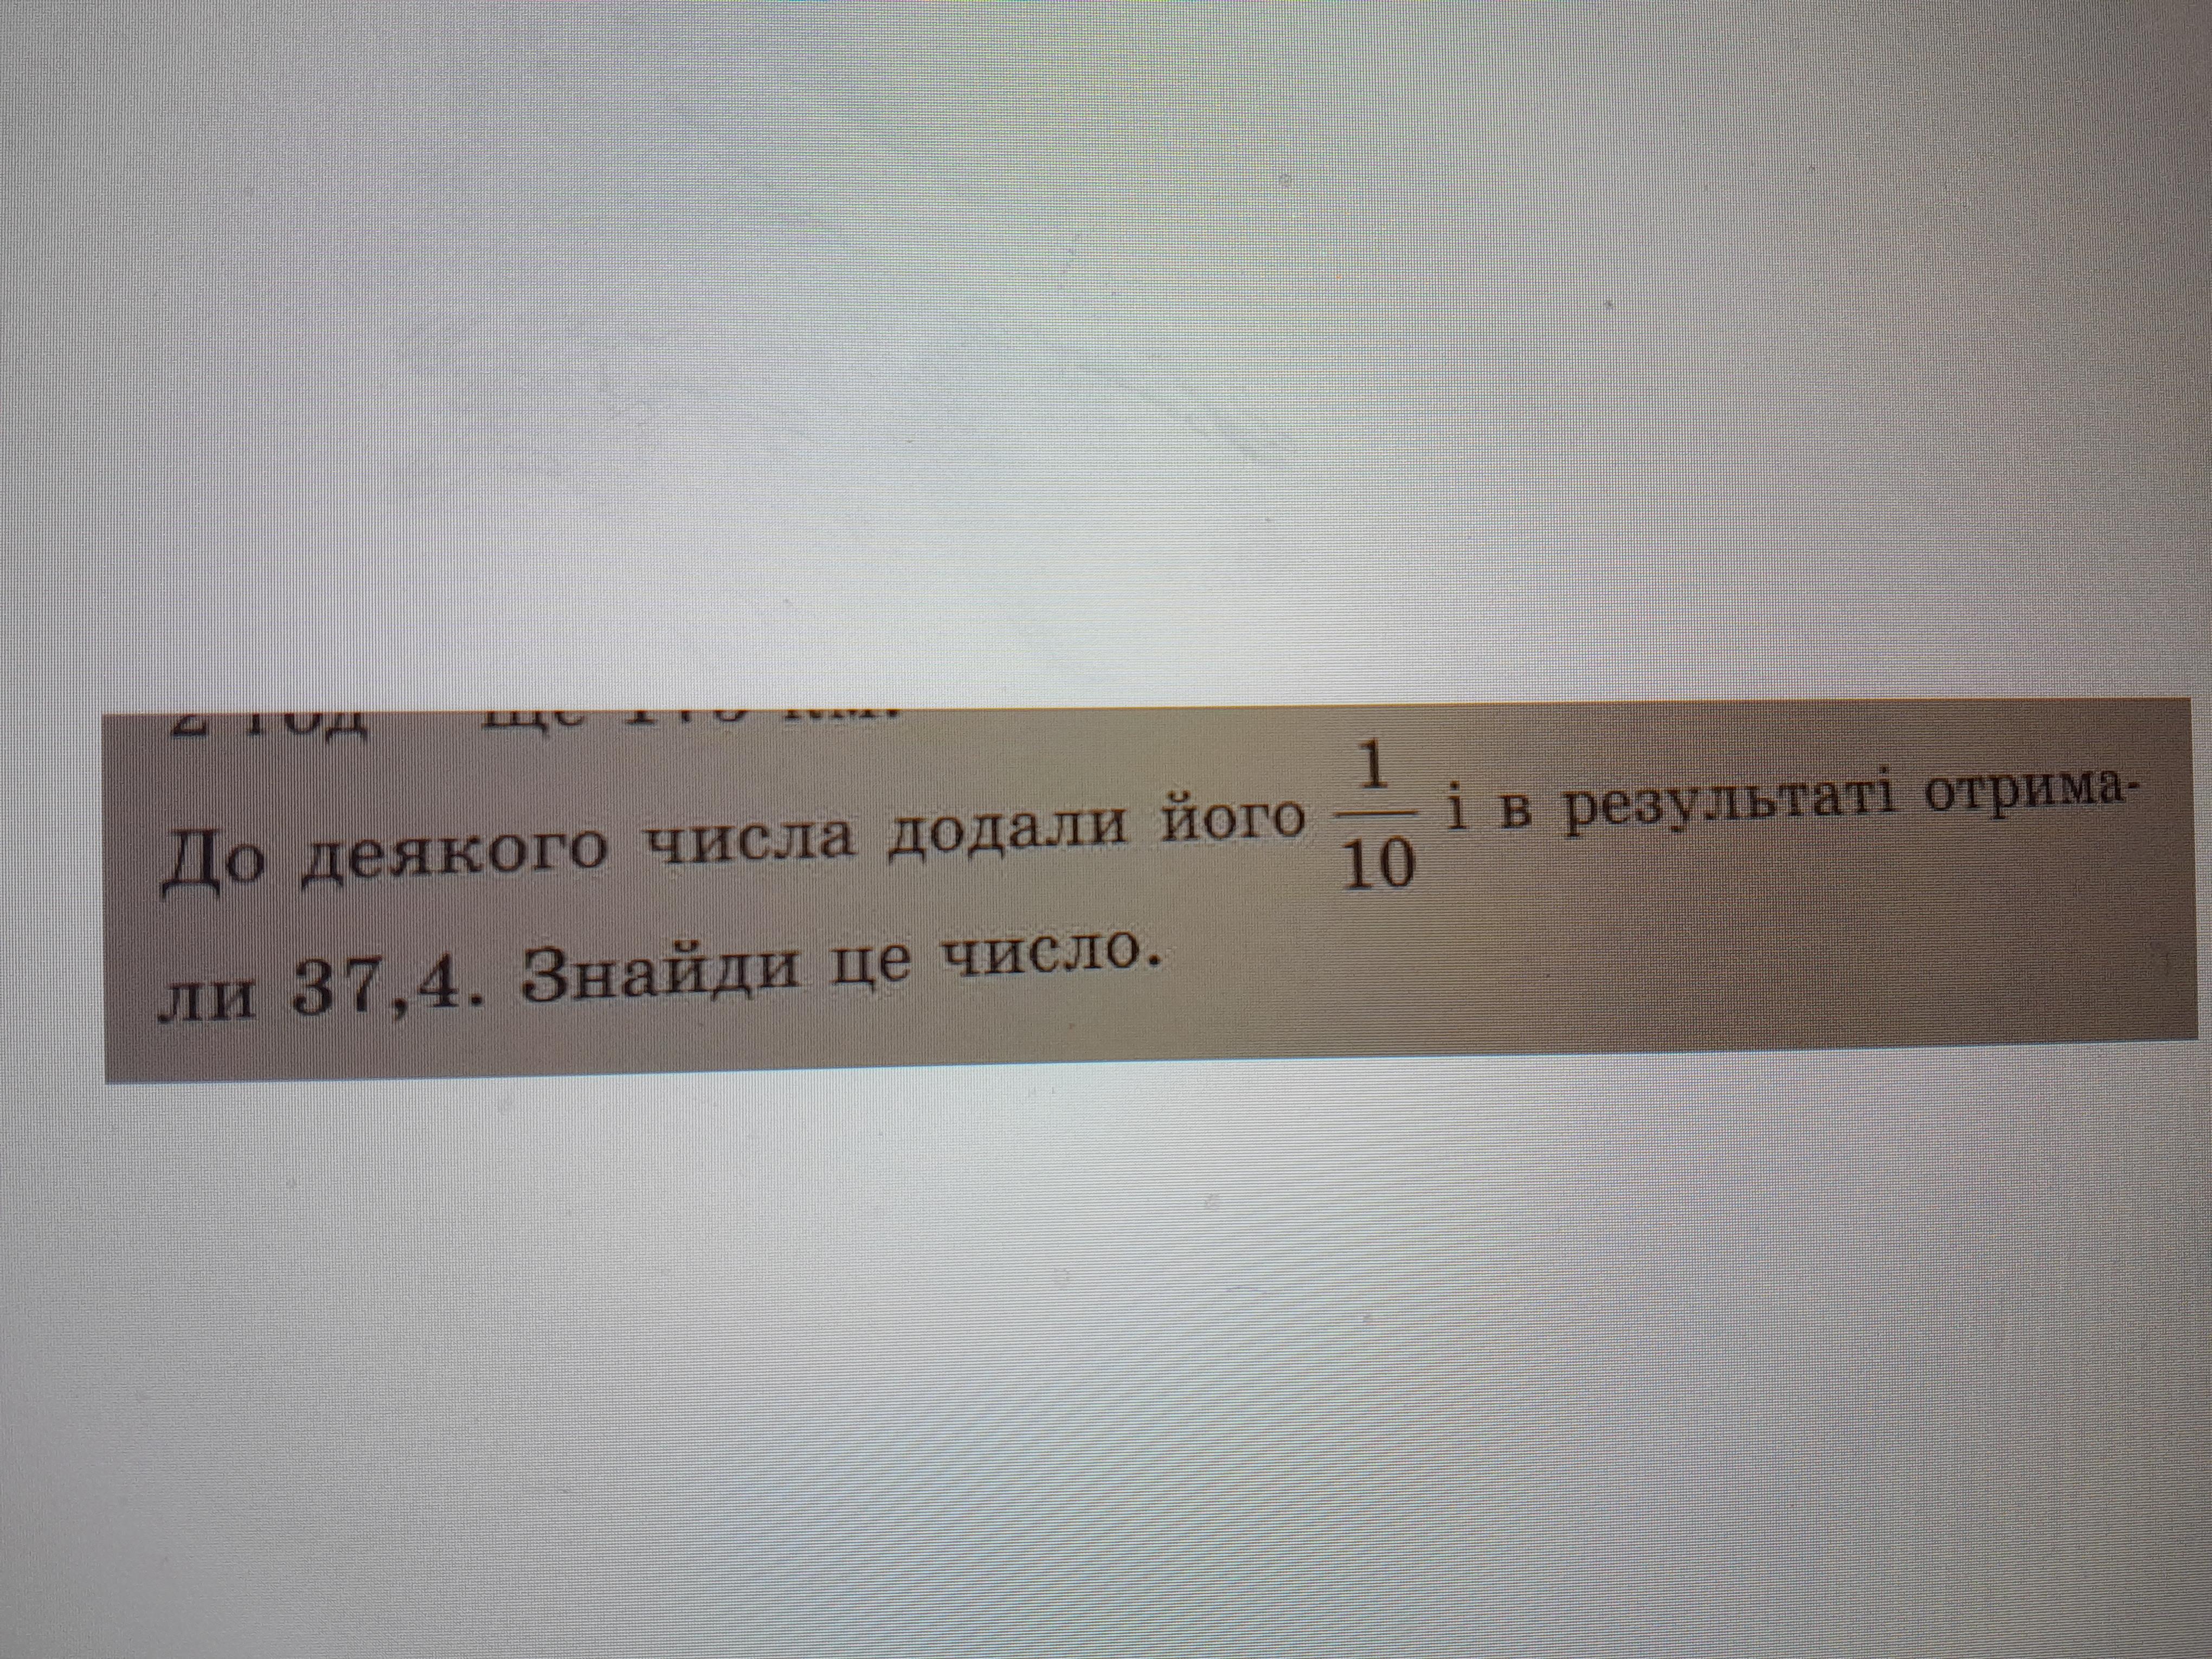 До деякого числа додали його 1/10 і в результаті отрима-
ли 37,4. Знайди це число.